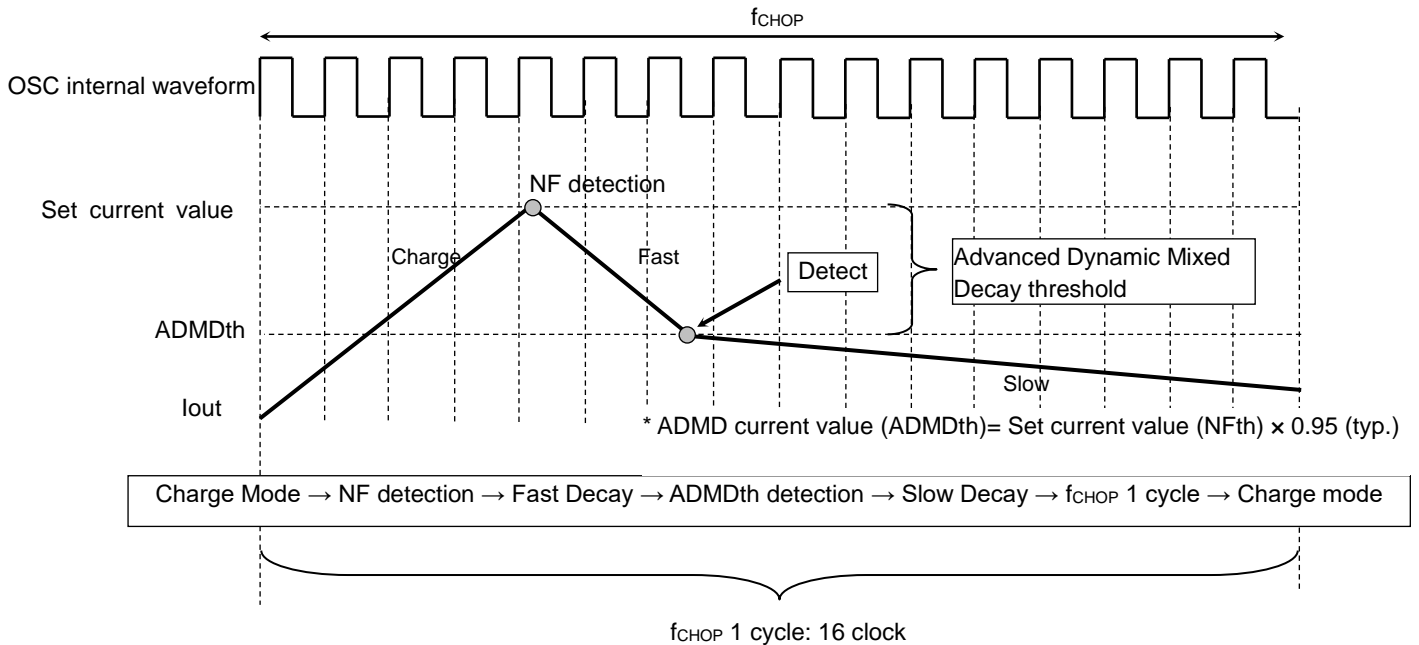 fCHOP
OSC internal waveform
NF detection
Set current value
Charge
Fast
Detect
Advanced Dynamic Mixed
Decay threshold
ADMDth
Slow
Iout
* ADMD current value (ADMDth)= Set current value (NFth) × 0.95 (typ.)
Charge Mode → NF detection → Fast Decay → ADMDth detection → Slow Decay → fCHOP 1 cycle → Charge mode
fCHOP 1 cycle: 16 clock